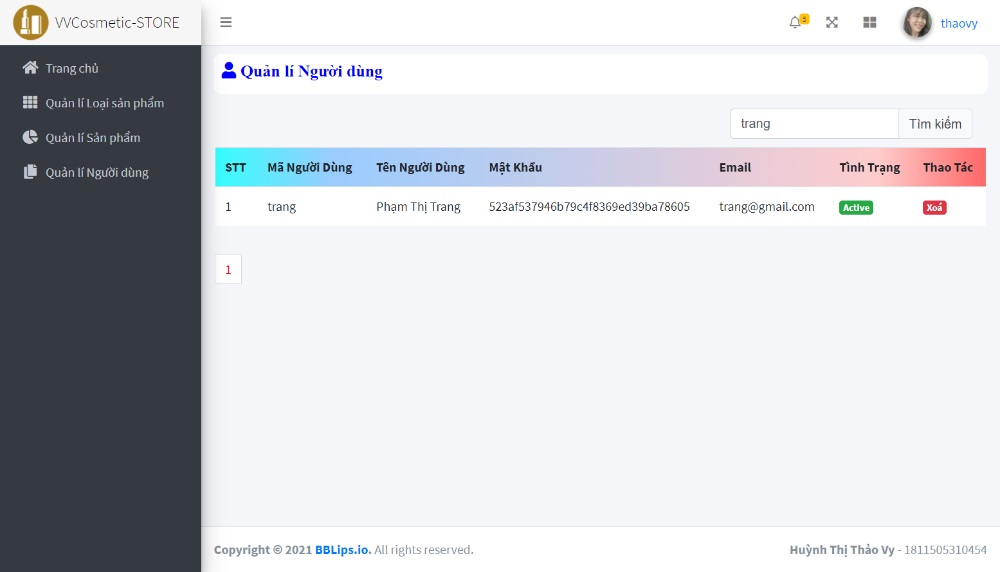 VVCosmetic-STORE
5
thaovy
Trang chủ
Quản lí Loại sản phẩm
Quản lí Sản phẩm
Quản lí Người dùng
Quản lí Người dùng
trang
Tìm kiếm
STT Mã Người Dùng Tên Người Dùng Mật Khẩu Email Tình Trạng Thao Tác
1 trang Phạm Thị Trang 523af537946b79c4f8369ed39ba78605 trang@gmail.com Active Xoá
1
Copyright © 2021 BBLips.io. All rights reserved.
Huỳnh Thị Thảo Vy - 1811505310454